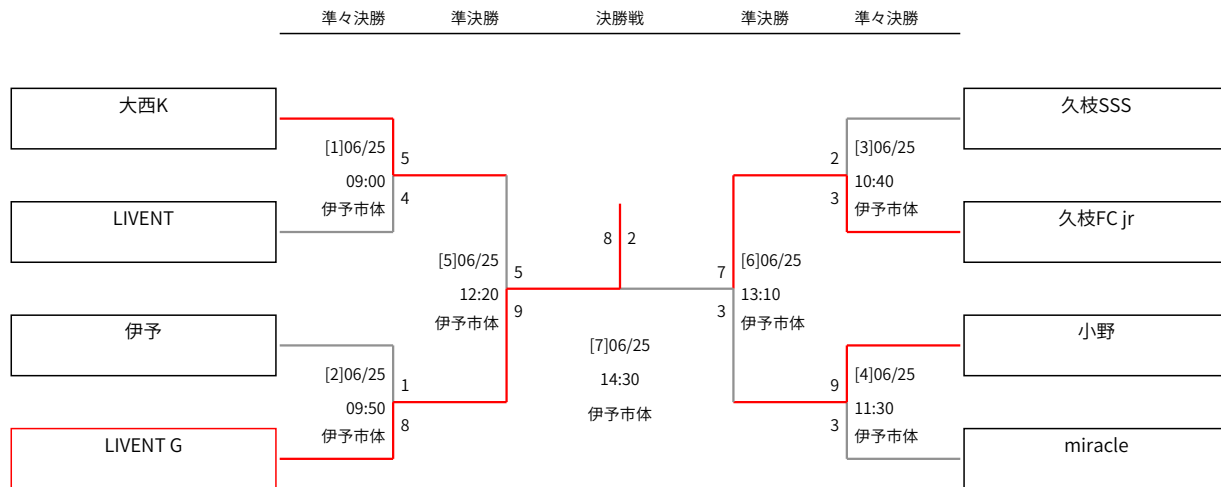 準々決勝 準決勝 決勝戦 準決勝 準々決勝
大西K
久枝SSS
[1]06/25
5
09:00
4
伊予市体
2
[3]06/25
3
10:40
伊予市体
LIVENT
久枝FC jr
8 2
[5]06/25
5
12:20
9
伊予市体
7
[6]06/25
13:10
3
伊予市体
伊予
小野
[7]06/25
14:30
伊予市体
[2]06/25
1
09:50
8
伊予市体
9
[4]06/25
11:30
3
伊予市体
LIVENT G
miracle